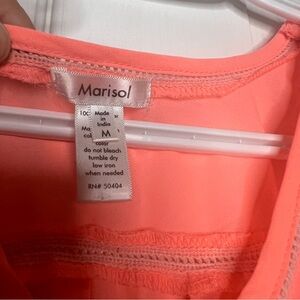 Marisol
Made in
India
M
color
do not bleach
tumble dry
low iron
when needed
RN# 50404